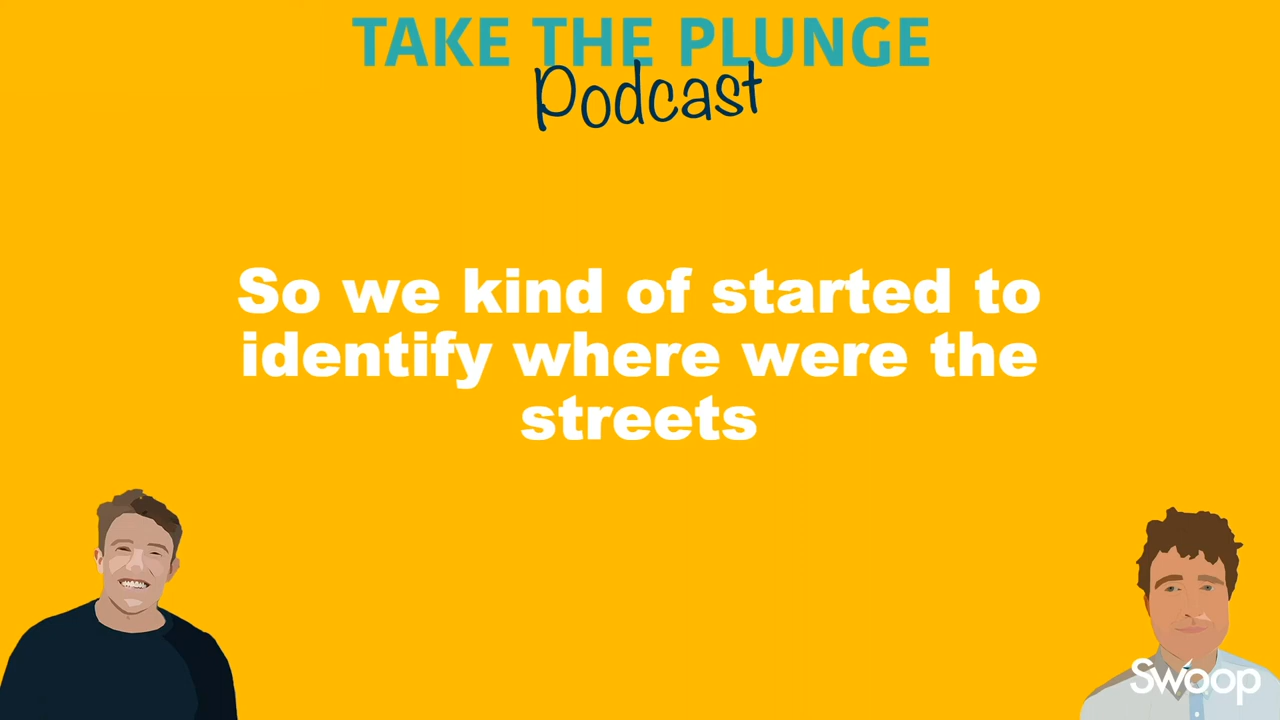 TAKE THE PLUNGE
Podcast
So we kind of started to
identify where were the
streets
Swoop